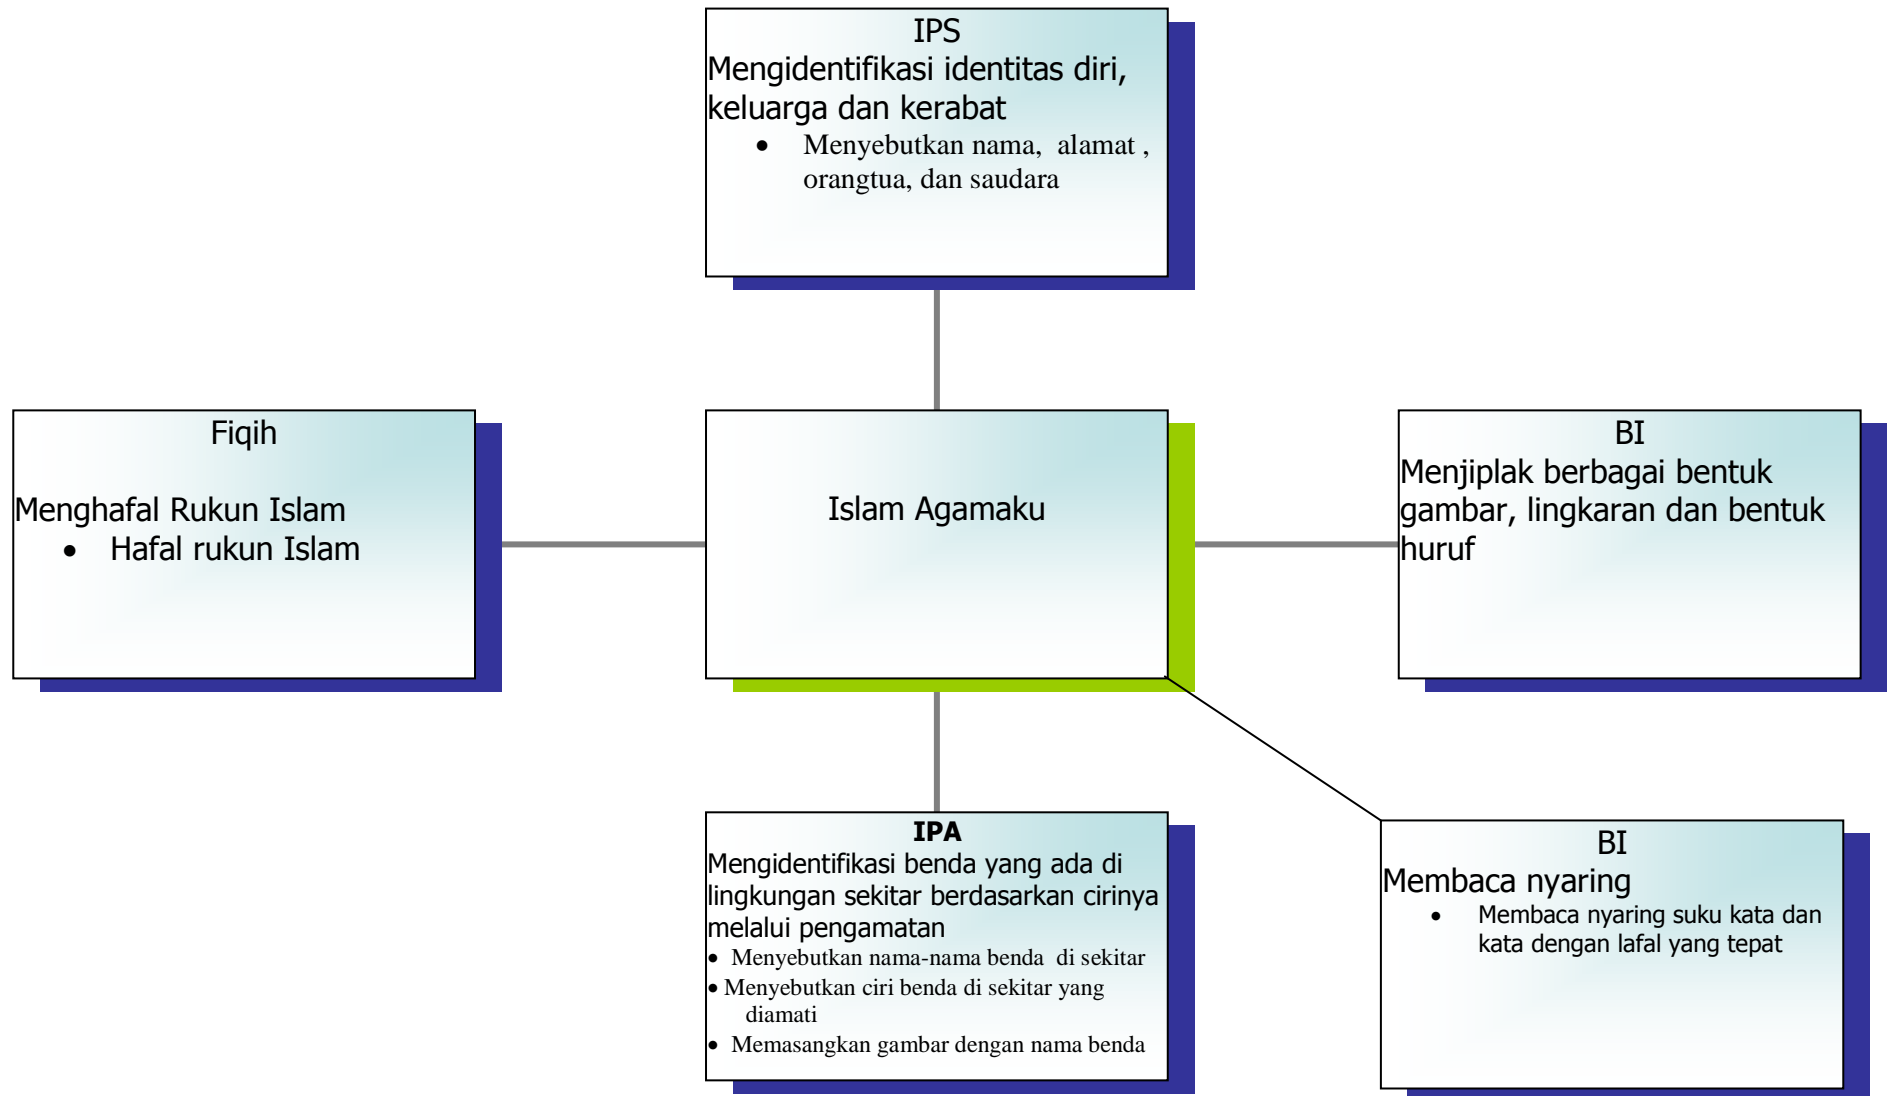 IPS
Mengidentifikasi identitas diri,
keluarga dan kerabat
• Menyebutkan nama, alamat ,
orangtua, dan saudara
Fiqih
Menghafal Rukun Islam
• Hafal rukun Islam
Islam Agamaku
BI
Menjiplak berbagai bentuk
gambar, lingkaran dan bentuk
huruf
IPA
Mengidentifikasi benda yang ada di
lingkungan sekitar berdasarkan cirinya
melalui pengamatan
• Menyebutkan nama-nama benda di sekitar
• Menyebutkan ciri benda di sekitar yang
diamati
• Memasangkan gambar dengan nama benda
BI
Membaca nyaring
• Membaca nyaring suku kata dan
kata dengan lafal yang tepat